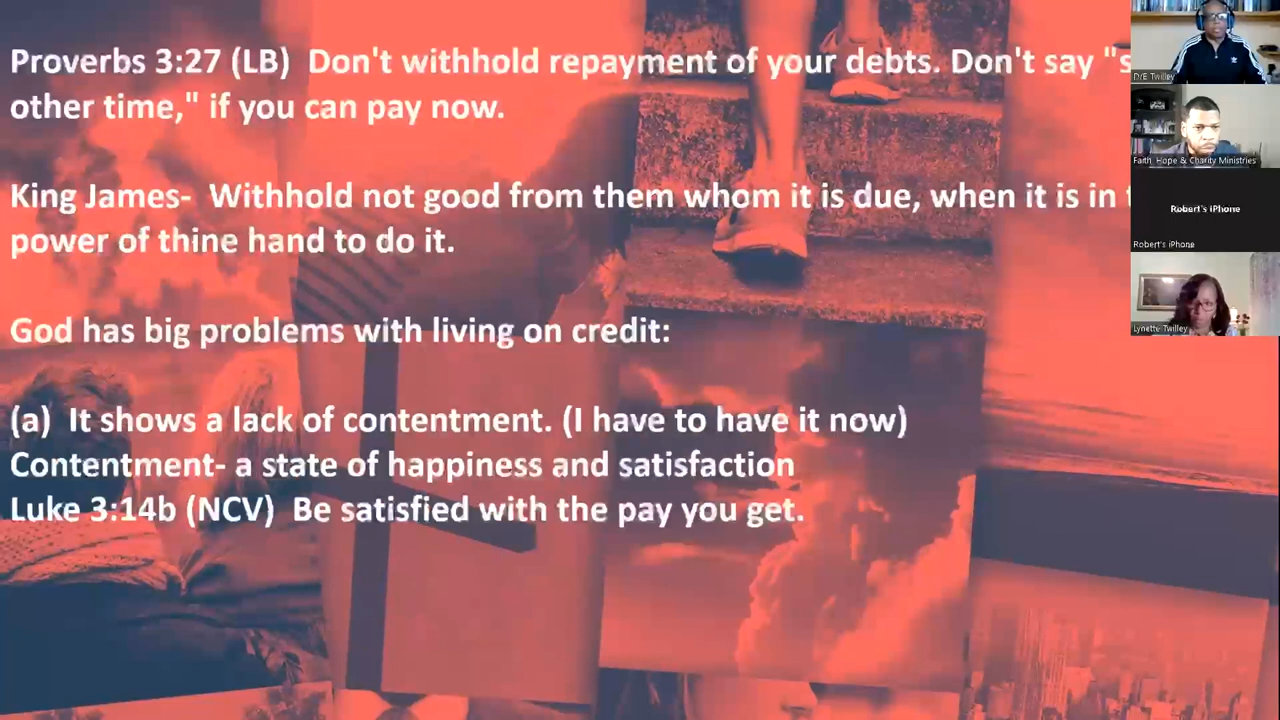 Proverbs 3:27 (LB) Don't withhold repayment of your debts. Don't say "s
other time," if you can pay now.
King James- Withhold not good from them whom it is due, when it is in t
power of thine hand to do it.
God has big problems with living on credit:
(a) It shows a lack of contentment. (I have to have it now)
Contentment- a state of happiness and satisfaction
Luke 3:14b (NCV) Be satisfied with the pay you get.
D/E Twilley
Faith, Hope & Charity Ministries
Robert's iPhone
Robert's iPhone
Lynette Twilley